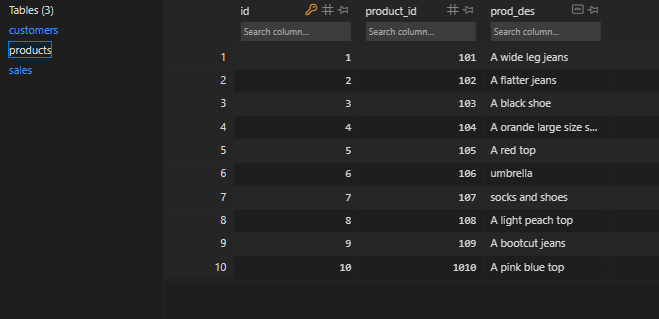 Tables (3)
customers
products
sales
id product_id prod_des
Search column... Search column... Search column...
1 1 101 A wide leg jeans
2 2 102 A flatter jeans
3 3 103 A black shoe
4 4 104 A orande large size s...
5 5 105 A red top
6 6 106 umbrella
7 7 107 socks and shoes
8 8 108 A light peach top
9 9 109 A bootcut jeans
10 10 1010 A pink blue top